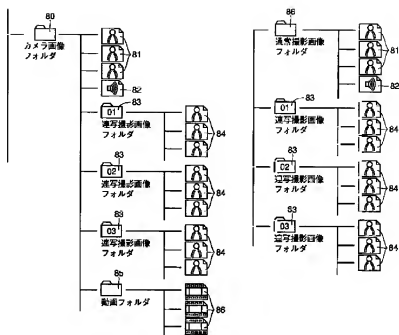 80
カメラ画像
フォルダ
81
82
83
01
連写撮影画像
フォルダ
84
83
02
連写撮影画像
フォルダ
84
83
03
連写撮影画像
フォルダ
84
85
動画フォルダ
86
86
通常撮影画像
フォルダ
81
82
83
01
連写撮影画像
フォルダ
84
83
02
連写撮影画像
フォルダ
84
83
03
連写撮影画像
フォルダ
84